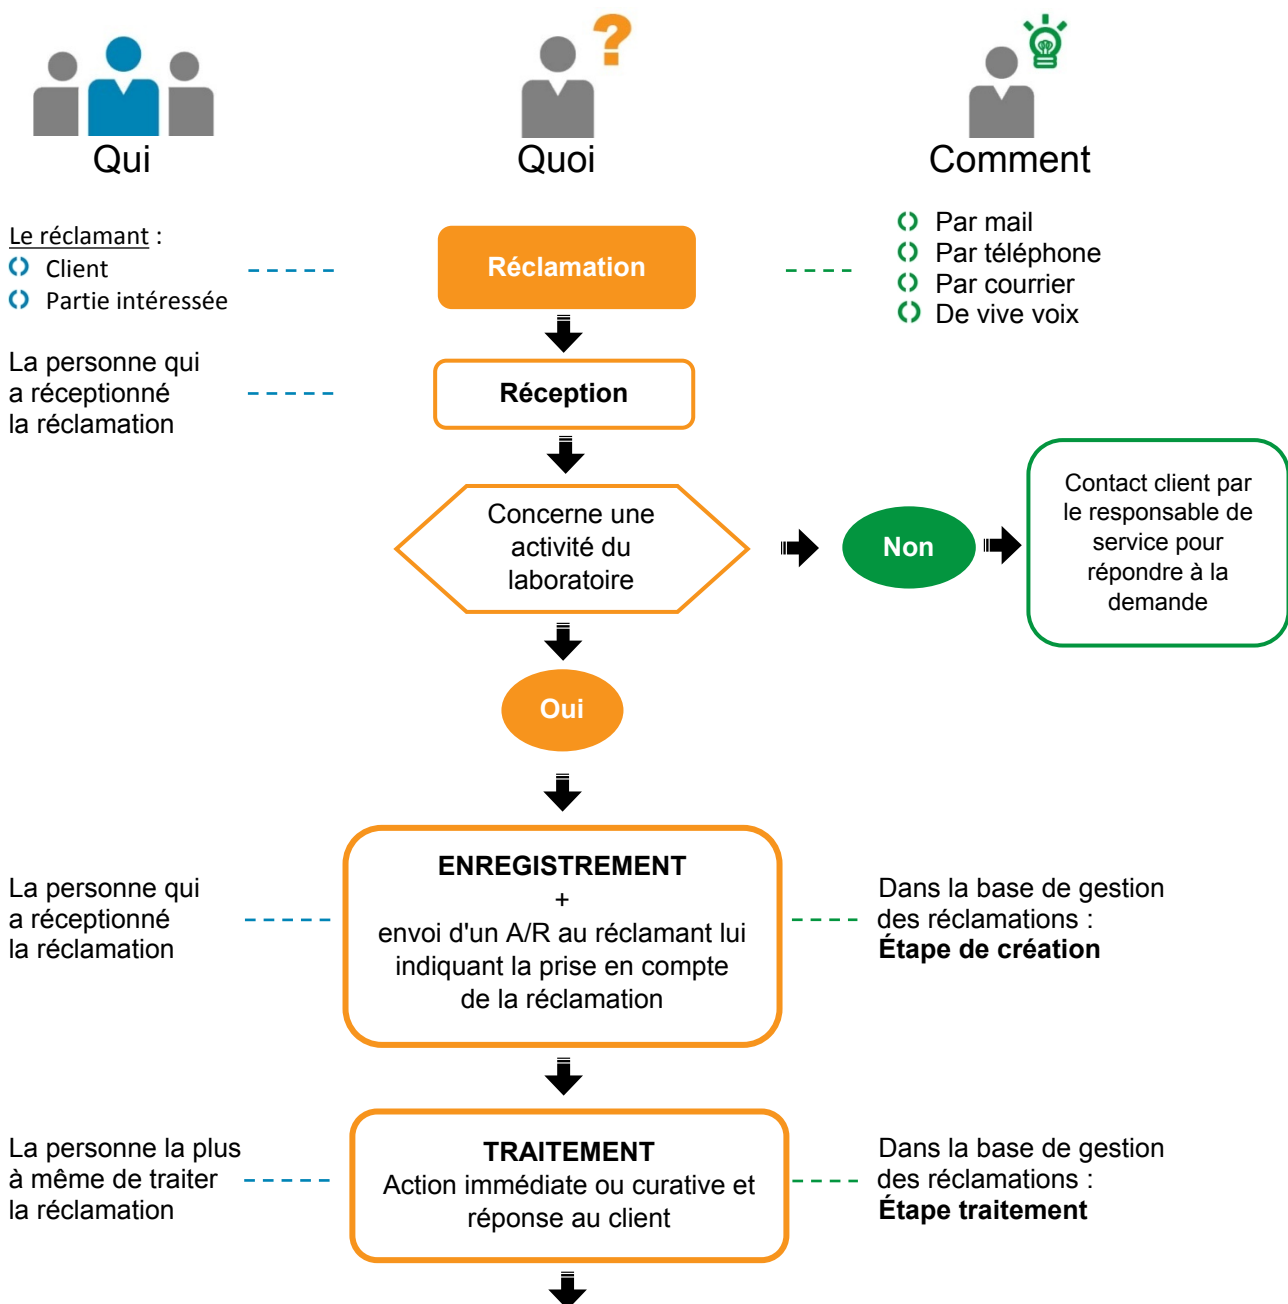 Qui
Quoi
Comment
Le réclamant :
Client
Partie intéressée
Réclamation
Par mail
Par téléphone
Par courrier
De vive voix
La personne qui
a réceptionné
la réclamation
Réception
Concerne une
activité du
laboratoire
Non
Contact client par
le responsable de
service pour
répondre à la
demande
Oui
La personne qui
a réceptionné
la réclamation
ENREGISTREMENT
+
envoi d'un A/R au réclamant lui
indiquant la prise en compte
de la réclamation
Dans la base de gestion
des réclamations :
Étape de création
La personne la plus
à même de traiter
la réclamation
TRAITEMENT
Action immédiate ou curative et
réponse au client
Dans la base de gestion
des réclamations :
Étape traitement